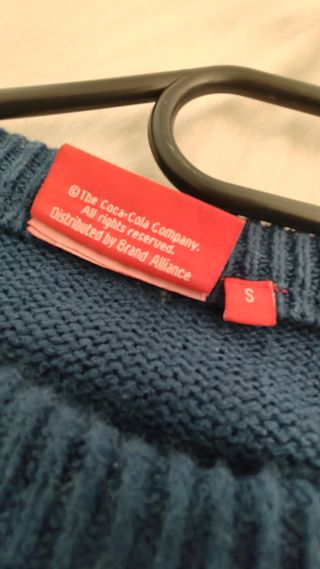 ©The Coca-Cola Company.
All rights reserved.
Distributed by Brand Alliance
S